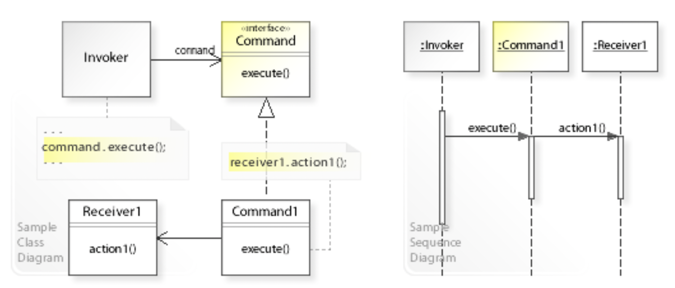 Invoker
command
«interface»
Command
execute()
. . .
command.execute();
. . .
receiver1.action1();
Receiver1
action1()
Command1
execute()
Sample
Class
Diagram
:Invoker
:Command1
:Receiver1
execute()
action1()
Sample
Sequence
Diagram